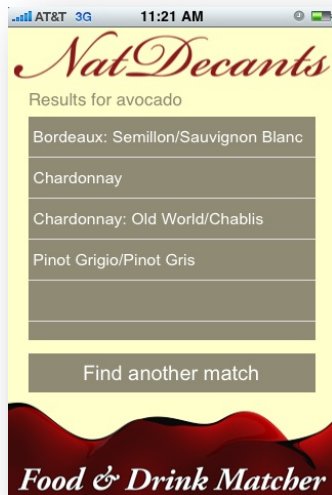 AT&T 3G 11:21 AM
NatDecants
Results for avocado
Bordeaux: Semillon/Sauvignon Blanc
Chardonnay
Chardonnay: Old World/Chablis
Pinot Grigio/Pinot Gris
Find another match
Food & Drink Matcher